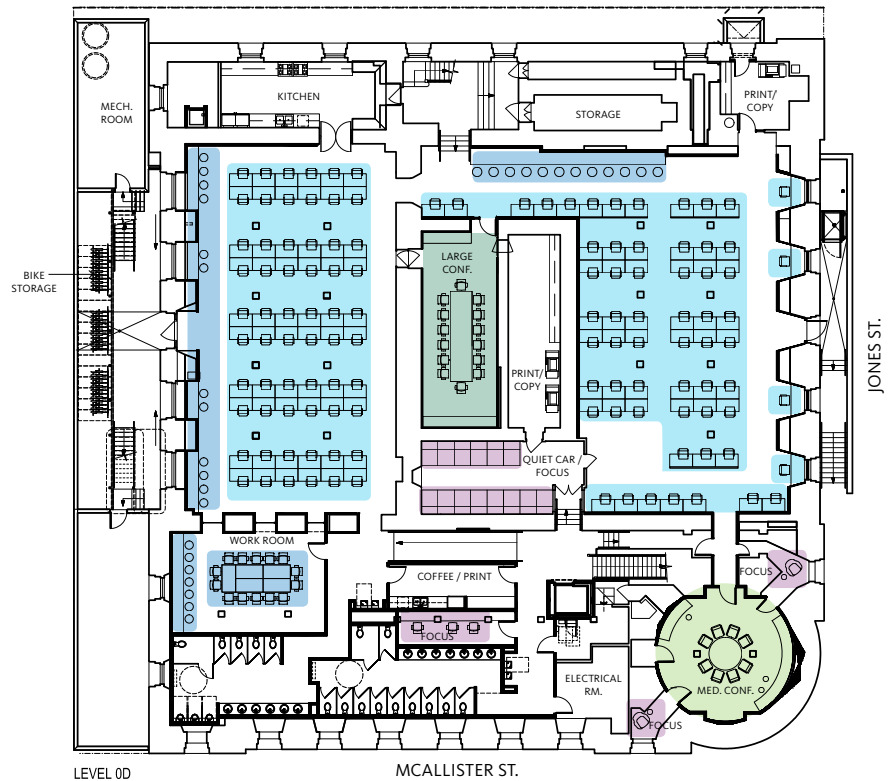 KITCHEN
MECH.
ROOM
STORAGE
PRINT/
COPY
BIKE
STORAGE
LARGE
CONF.
PRINT/
COPY
JONES ST.
QUIET CAR /
FOCUS
WORK ROOM
COFFEE / PRINT
FOCUS
FOCUS
ELECTRICAL
RM.
MED. CONF.
FOCUS
LEVEL 0D
MCALLISTER ST.